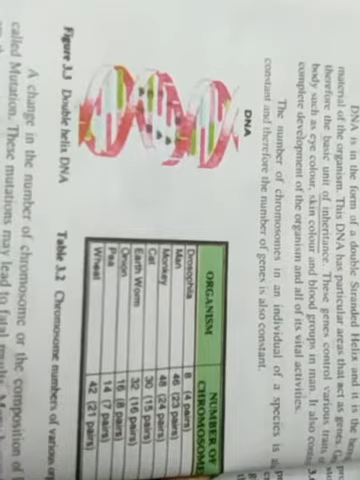 DNA is in the form of a double Stranded Helix and it is the
material of the organism. This DNA has particular areas that act as genes.
therefore the basic unit of inheritance. These genes control various traits
body such as eye colour, skin colour and blood groups in man. It also
complete development of the organism and all of its vital activities.
The number of chromosomes in an individual of a species is
constant and therefore the number of genes is also constant.
DNA
Figure 3.3 Double helix DNA
ORGANISM NUMBER OF CHROMOSOME
Drosophila 8 (4 pairs)
Man 46 (23 pairs)
Monkey 48 (24 pairs)
Cat 30 (15 pairs)
Earth Worm 32 (16 pairs)
Onion 16 (8 pairs)
Pea 14 (7 pairs)
Wheat 42 (21 pairs)
Table 3.2 Chromosome numbers of various
A change in the number of chromosome or the composition of
called Mutation. These mutations may lead to fatal results.